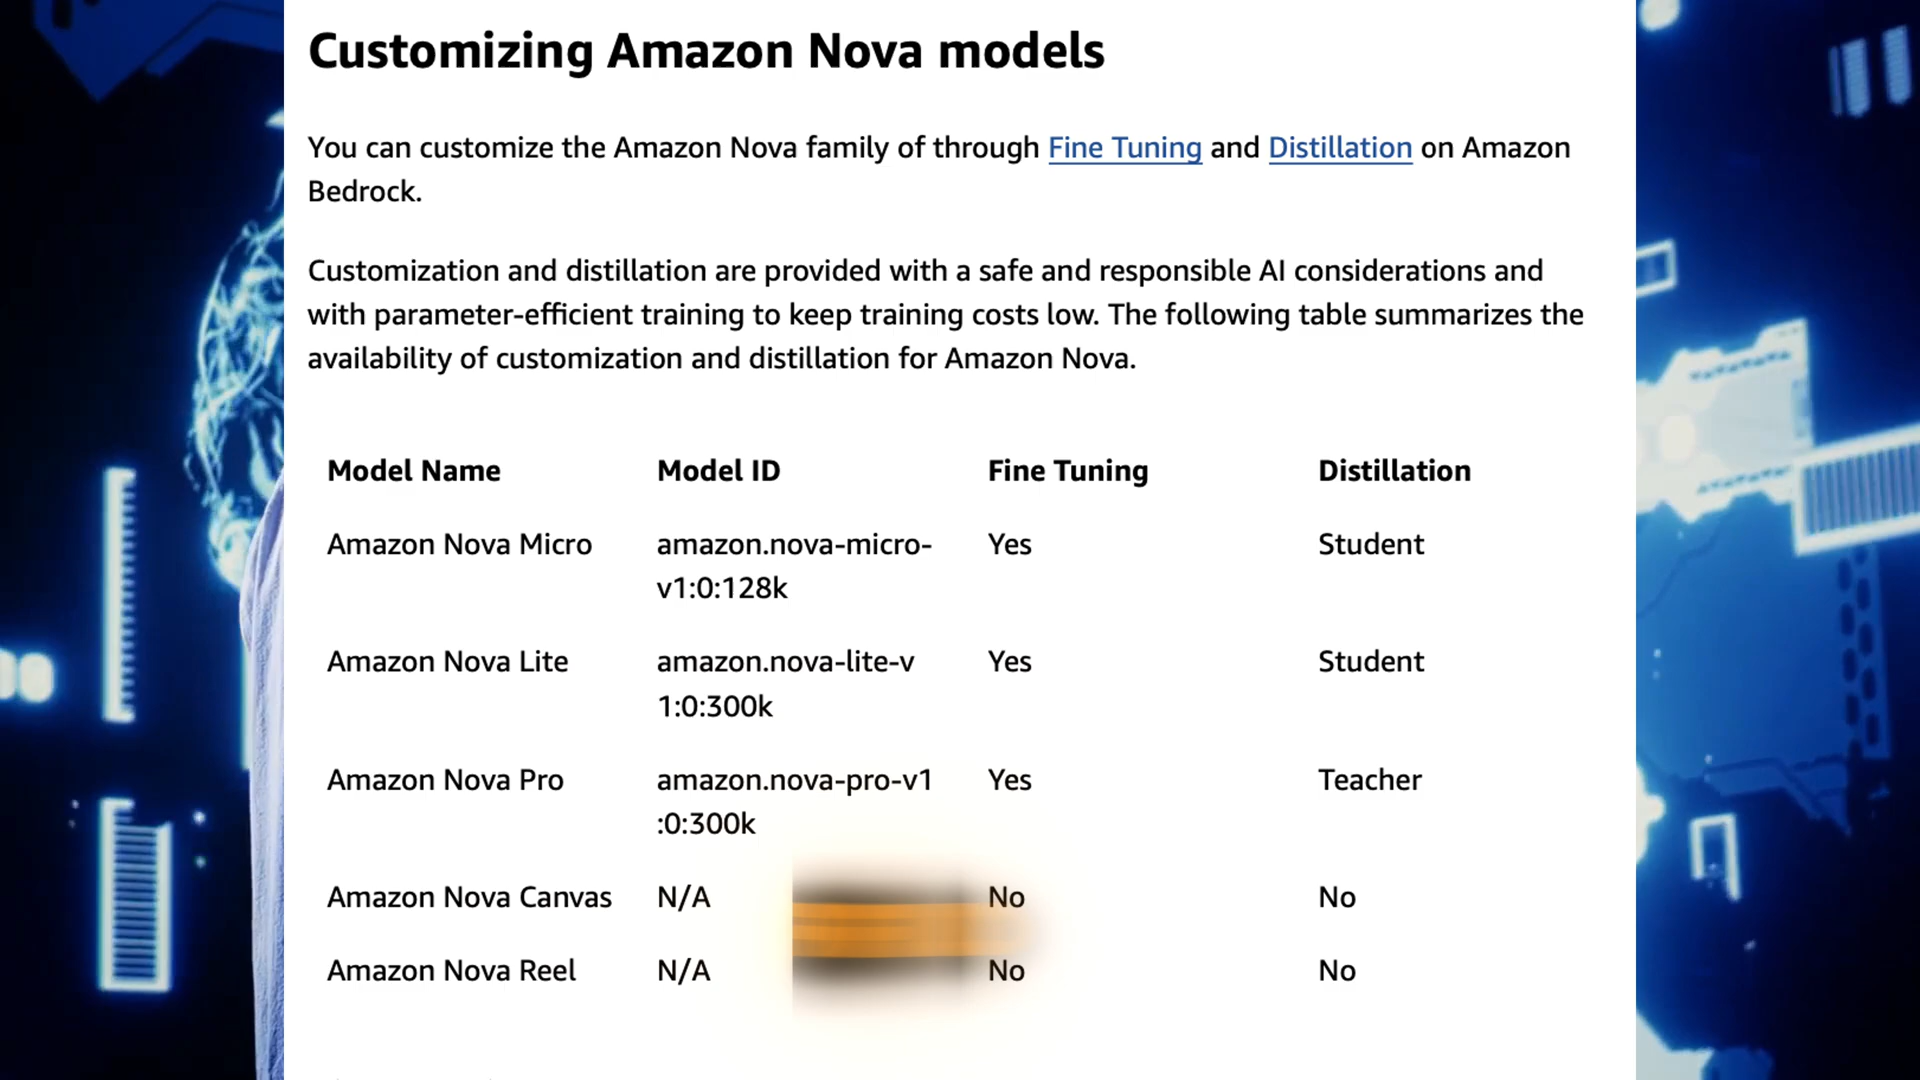 Customizing Amazon Nova models
You can customize the Amazon Nova family of through Fine Tuning and Distillation on Amazon
Bedrock.
Customization and distillation are provided with a safe and responsible AI considerations and
with parameter-efficient training to keep training costs low. The following table summarizes the
availability of customization and distillation for Amazon Nova.
Model Name Model ID Fine Tuning Distillation
Amazon Nova Micro amazon.nova-micro- Yes Student
v1:0:128k
Amazon Nova Lite amazon.nova-lite-v Yes Student
1:0:300k
Amazon Nova Pro amazon.nova-pro-v1 Yes Teacher
:0:300k
Amazon Nova Canvas N/A No No
Amazon Nova Reel N/A No No